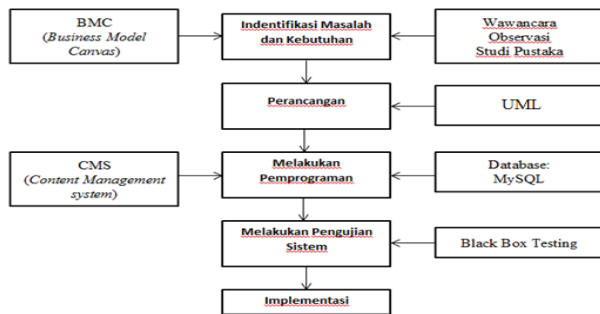 BMC
(Business Model
Canvas)
Indentifikasi Masalah
dan Kebutuhan
Wawancara
Observasi
Studi Pustaka
Perancangan
UML
CMS
(Content Management
system)
Melakukan
Pemprograman
Database:
MySQL
Melakukan Pengujian
Sistem
Black Box Testing
Implementasi